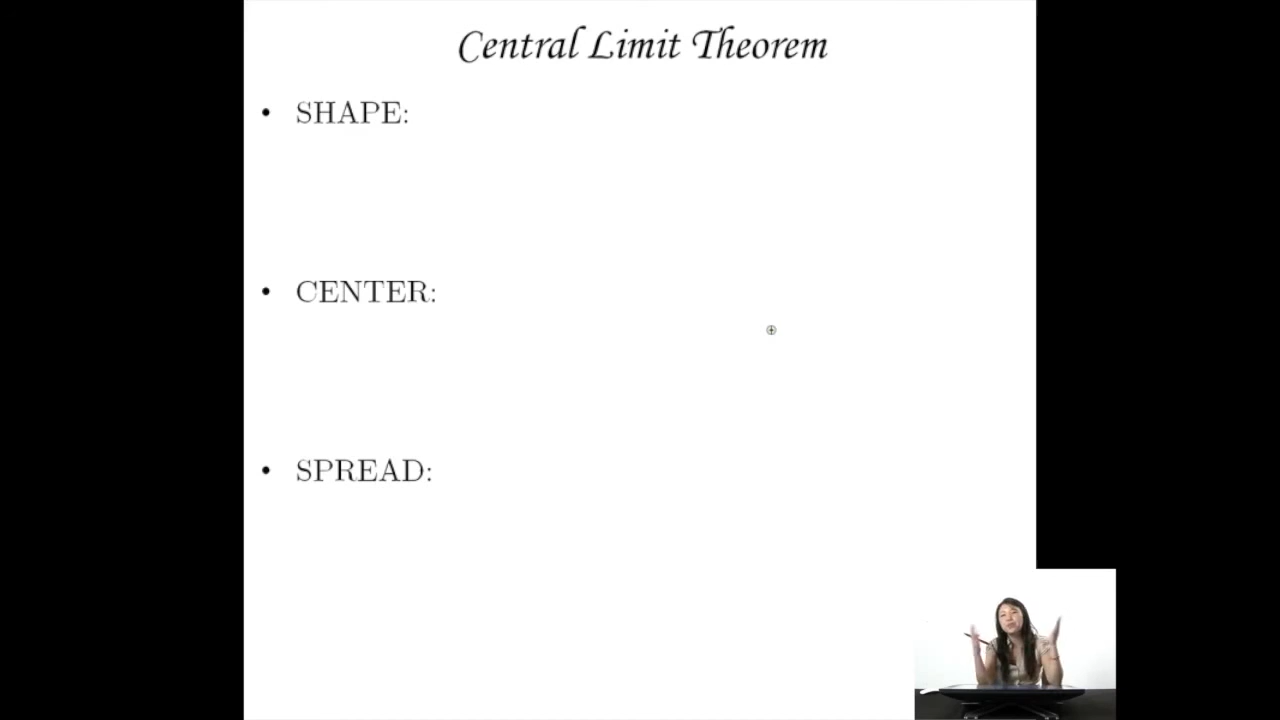 Central Limit Theorem
• SHAPE:
• CENTER:
• SPREAD: